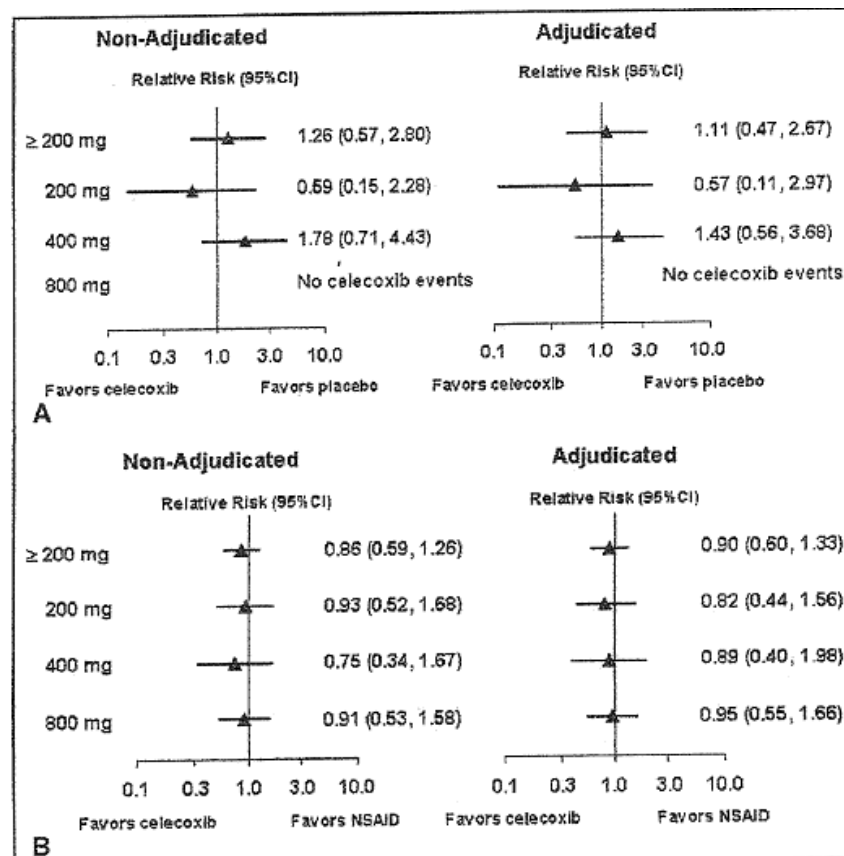 Non-Adjudicated
Relative Risk (95%CI)
≥ 200 mg 1.26 (0.57, 2.80)
200 mg 0.59 (0.15, 2.28)
400 mg 1.78 (0.71, 4.43)
800 mg No celecoxib events
0.1 0.3 1.0 3.0 10.0
Favors celecoxib Favors placebo
Adjudicated
Relative Risk (95%CI)
1.11 (0.47, 2.67)
0.57 (0.11, 2.97)
1.43 (0.56, 3.68)
No celecoxib events
0.1 0.3 1.0 3.0 10.0
Favors celecoxib Favors placebo
A
Non-Adjudicated
Relative Risk (95%CI)
≥ 200 mg 0.86 (0.59, 1.26)
200 mg 0.93 (0.52, 1.68)
400 mg 0.75 (0.34, 1.67)
800 mg 0.91 (0.53, 1.58)
0.1 0.3 1.0 3.0 10.0
Favors celecoxib Favors NSAID
Adjudicated
Relative Risk (95%CI)
0.90 (0.60, 1.33)
0.82 (0.44, 1.56)
0.89 (0.40, 1.98)
0.95 (0.55, 1.66)
0.1 0.3 1.0 3.0 10.0
Favors celecoxib Favors NSAID
B